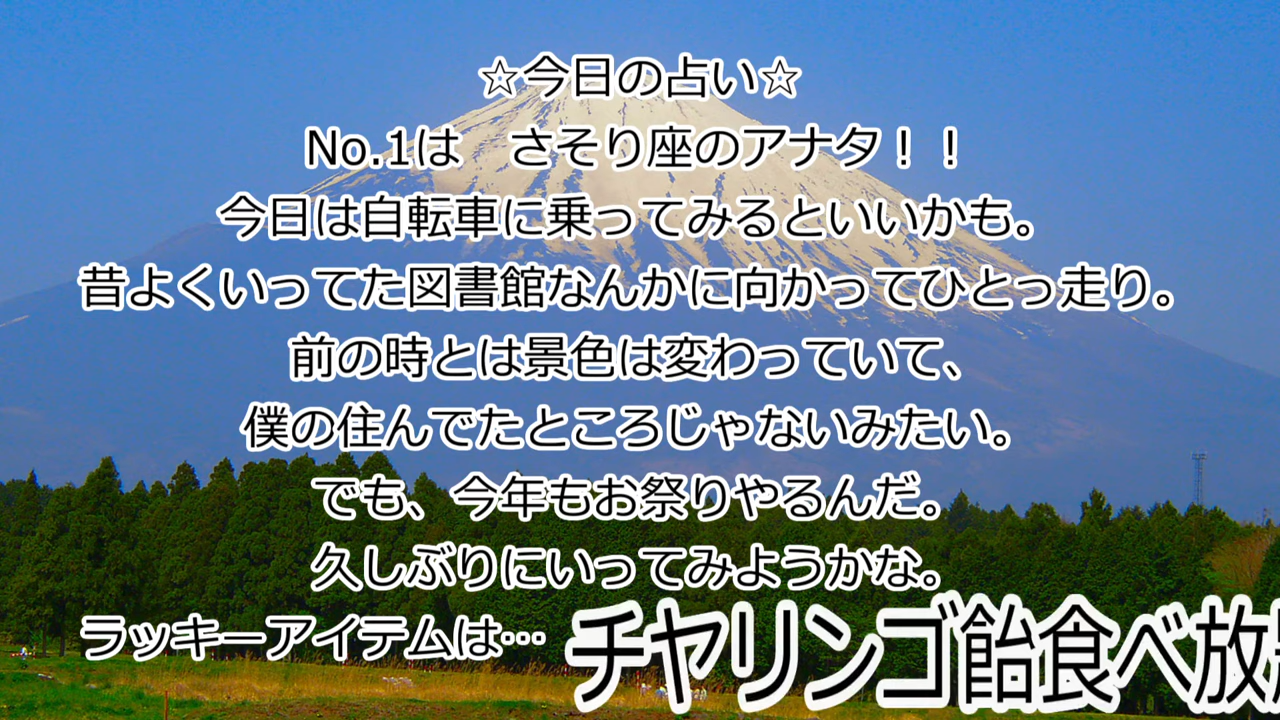 ☆今日の占い☆
No.1は　さそり座のアナタ！！
今日は自転車に乗ってみるといいかも。
昔よくいってた図書館なんかに向かってひとっ走り。
前の時とは景色は変わっていて、
僕の住んでたところじゃないみたい。
でも、今年もお祭りやるんだ。
久しぶりにいってみようかな。
ラッキーアイテムは…
チヤリンゴ飴食べ放